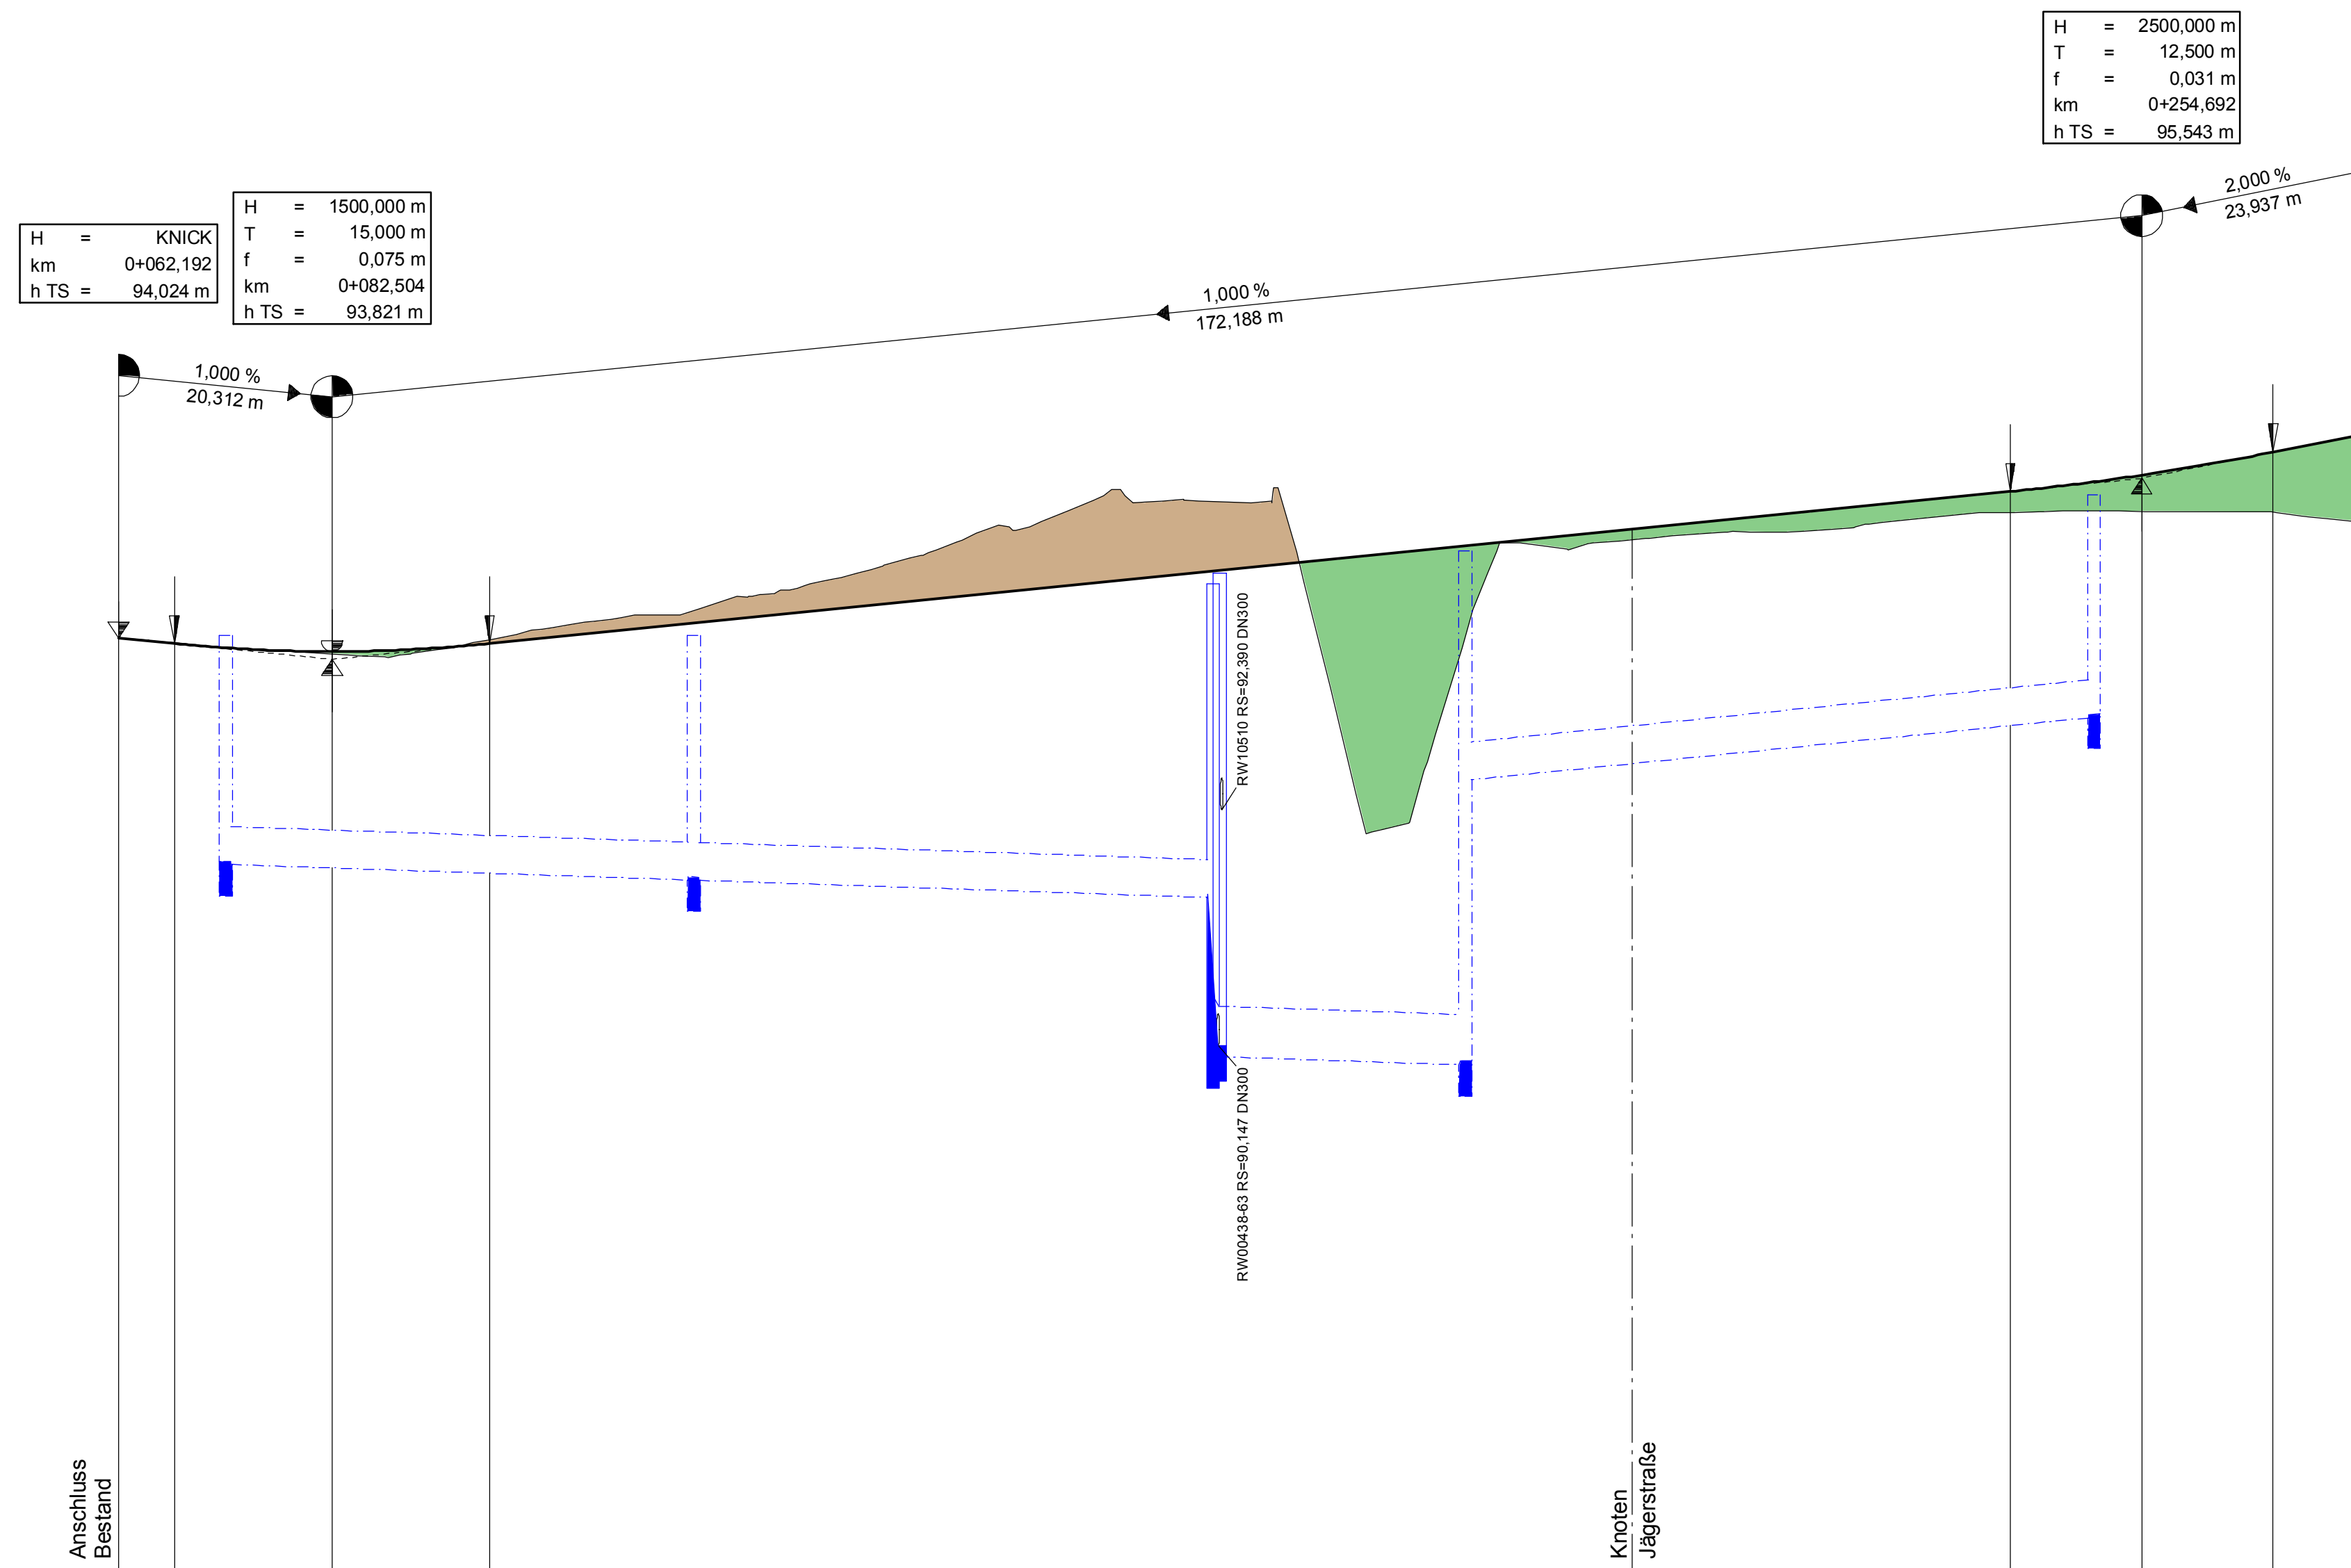 H = 2500,000 m
T = 12,500 m
f = 0,031 m
km 0+254,692
h TS = 95,543 m
2,000 %
23,937 m
H = KNICK
km 0+062,192
h TS = 94,024 m
H = 1500,000 m
T = 15,000 m
f = 0,075 m
km 0+082,504
h TS = 93,821 m
1,000 %
172,188 m
1,000 %
20,312 m
RW10510 RS=92,390 DN300
RW00438-63 RS=90,147 DN300
Anschluss
Bestand
Knoten
Jägerstraße